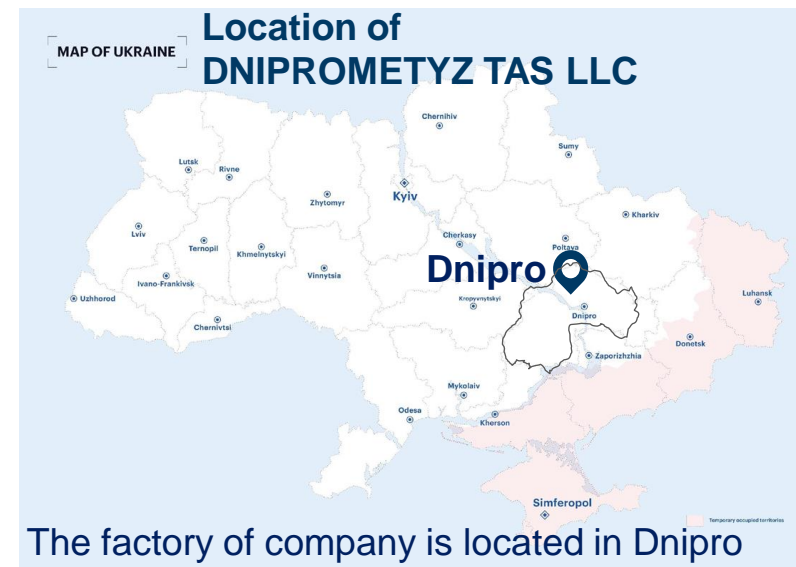 MAP OF UKRAINE
Location of
DNIPROMETYZ TAS LLC
Chernihiv
Sumy
Lutsk
Rivne
Kyiv
Zhytomyr
Kharkiv
Lviv
Ternopil
Khmelnytskyi
Cherkasy
Poltava
Vinnytsia
Dnipro
Ivano-Frankivsk
Uzhhorod
Kropyvnytskyi
Luhansk
Chernivtsi
Dnipro
Donetsk
Zaporizhzhia
Mykolaiv
Odesa
Kherson
Simferopol
Temporary occupied territories
The factory of company is located in Dnipro